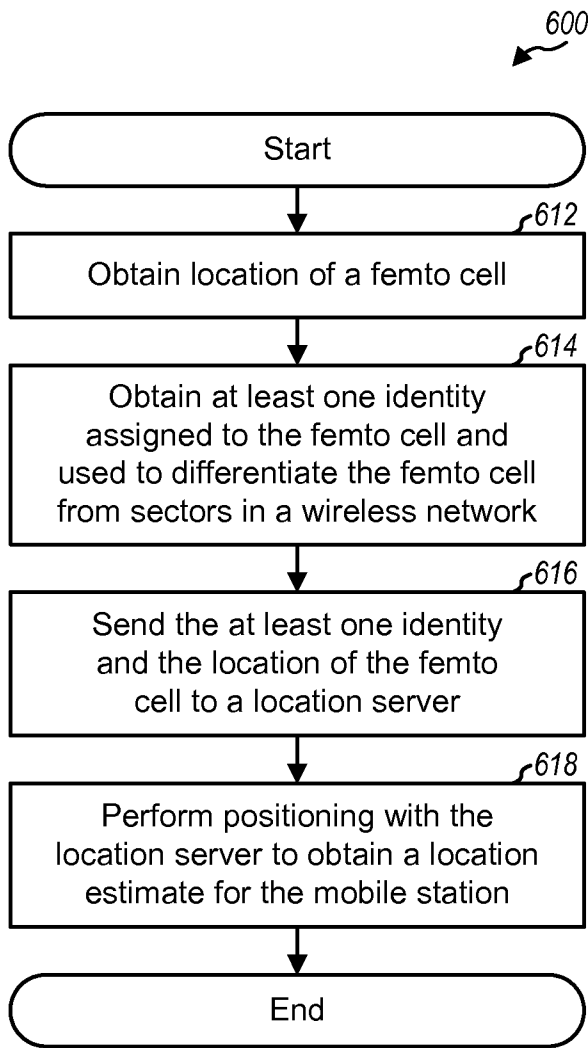 600
Start
612
Obtain location of a femto cell
614
Obtain at least one identity
assigned to the femto cell and
used to differentiate the femto cell
from sectors in a wireless network
616
Send the at least one identity
and the location of the femto
cell to a location server
618
Perform positioning with the
location server to obtain a location
estimate for the mobile station
End